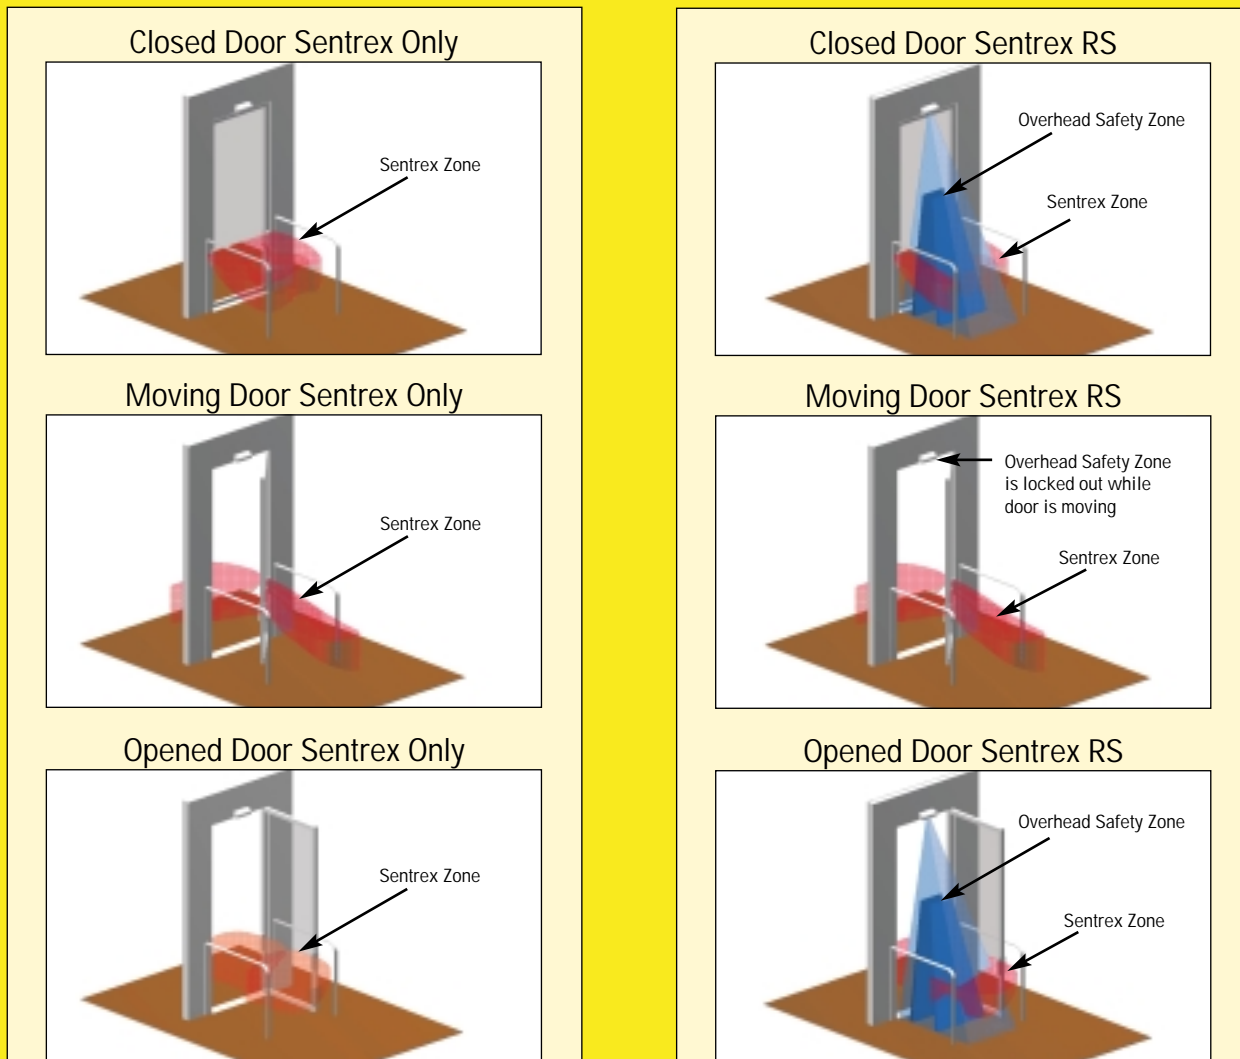 Closed Door Sentrex Only
Sentrex Zone
Moving Door Sentrex Only
Sentrex Zone
Opened Door Sentrex Only
Sentrex Zone
Closed Door Sentrex RS
Overhead Safety Zone
Sentrex Zone
Moving Door Sentrex RS
Overhead Safety Zone
is locked out while
door is moving
Sentrex Zone
Opened Door Sentrex RS
Overhead Safety Zone
Sentrex Zone